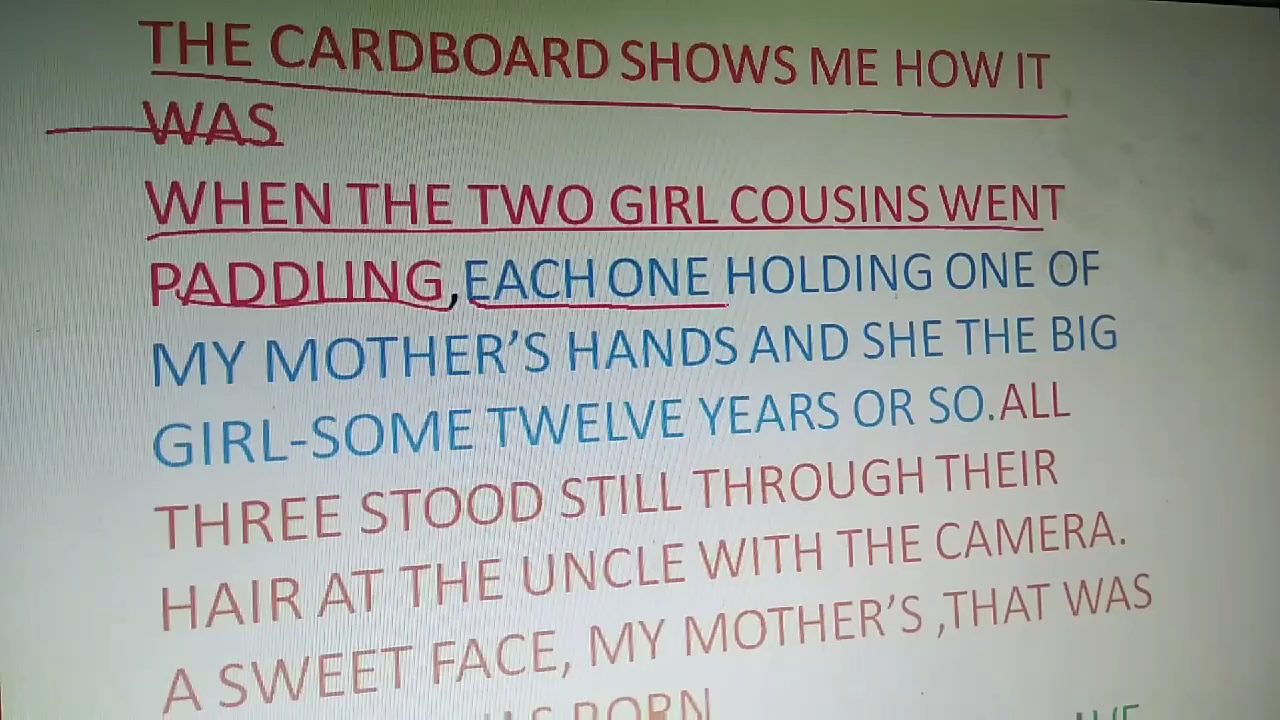 THE CARDBOARD SHOWS ME HOW IT
WAS
WHEN THE TWO GIRL COUSINS WENT
PADDLING,EACH ONE HOLDING ONE OF
MY MOTHER'S HANDS AND SHE THE BIG
GIRL-SOME TWELVE YEARS OR SO.ALL
THREE STOOD STILL THROUGH THEIR
HAIR AT THE UNCLE WITH THE CAMERA.
A SWEET FACE, MY MOTHER'S ,THAT WAS